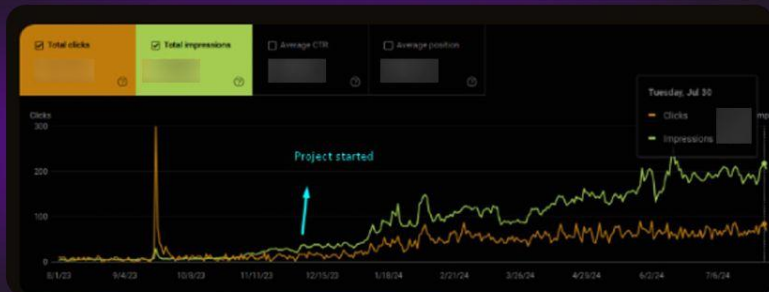 Total clicks
Total impressions
Average CTR
Average position
Tuesday, Jul 30
Clicks
Impressions
Clicks
300
200
100
0
Project started
8/1/23 9/4/23 10/8/23 11/11/23 12/15/23 1/18/24 2/21/24 3/26/24 4/29/24 6/2/24 7/6/24